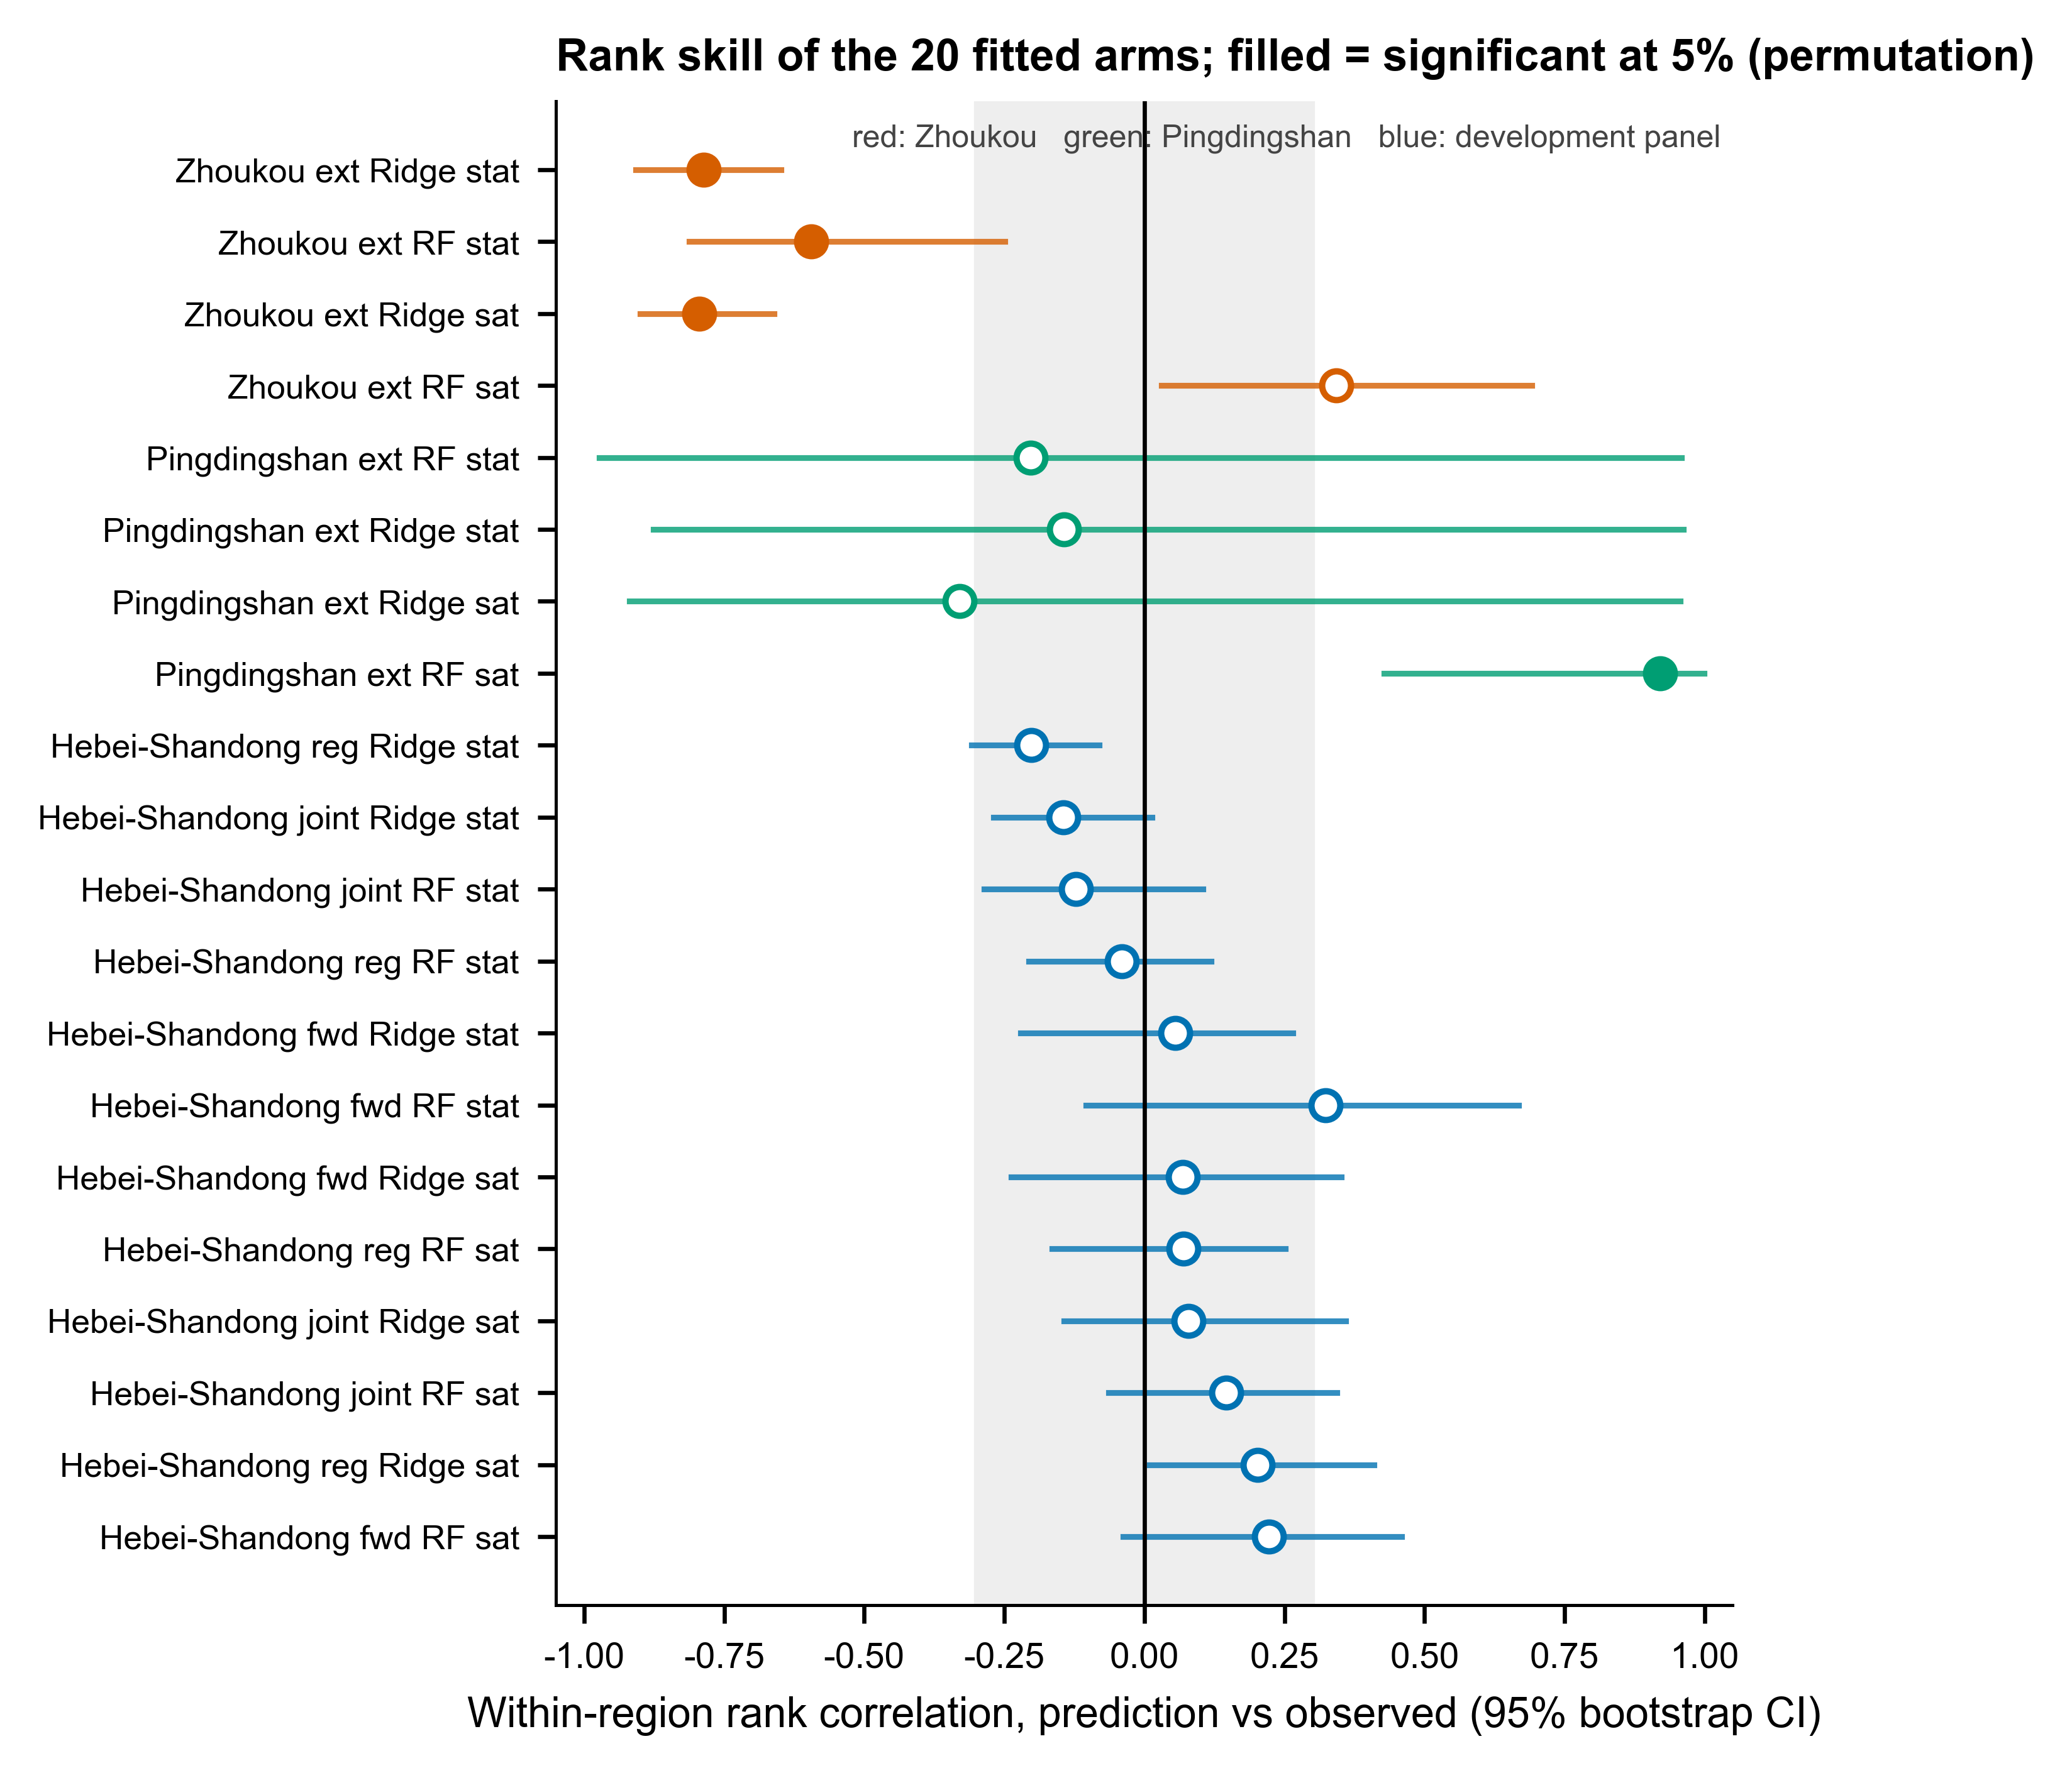 Rank skill of the 20 fitted arms; filled = significant at 5% (permutation)
red: Zhoukou green: Pingdingshan blue: development panel
Zhoukou ext Ridge stat
Zhoukou ext RF stat
Zhoukou ext Ridge sat
Zhoukou ext RF sat
Pingdingshan ext RF stat
Pingdingshan ext Ridge stat
Pingdingshan ext Ridge sat
Pingdingshan ext RF sat
Hebei-Shandong reg Ridge stat
Hebei-Shandong joint Ridge stat
Hebei-Shandong joint RF stat
Hebei-Shandong reg RF stat
Hebei-Shandong fwd Ridge stat
Hebei-Shandong fwd RF stat
Hebei-Shandong fwd Ridge sat
Hebei-Shandong reg RF sat
Hebei-Shandong joint Ridge sat
Hebei-Shandong joint RF sat
Hebei-Shandong reg Ridge sat
Hebei-Shandong fwd RF sat
-1.00 -0.75 -0.50 -0.25 0.00 0.25 0.50 0.75 1.00
Within-region rank correlation, prediction vs observed (95% bootstrap CI)